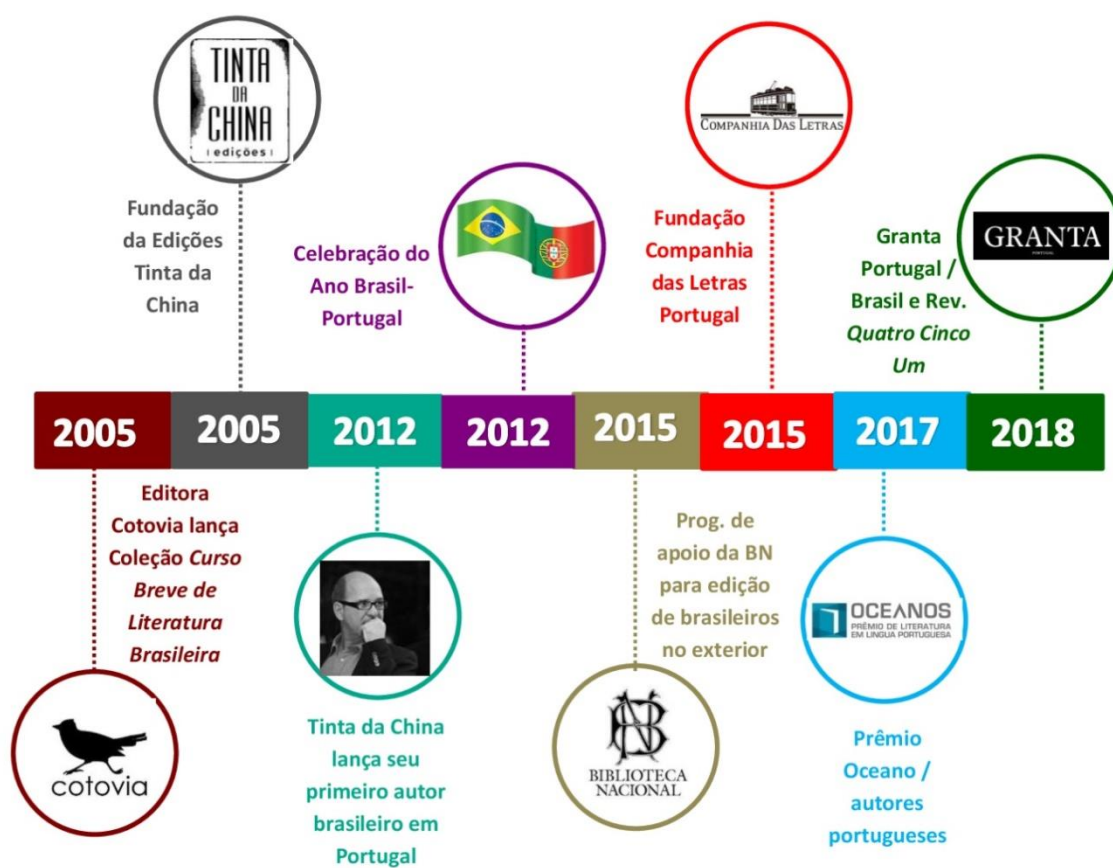 TINTA
DA
CHINA
edições
COMPANHIA DAS LETRAS
Fundação
da Edições
Tinta da
China
Celebração do
Ano Brasil-
Portugal
Fundação
Companhia
das Letras
Portugal
Granta
Portugal /
Brasil e Rev.
Quatro Cinco
Um
GRANTA
PORTUGAL
2005
2005
2012
2012
2015
2015
2017
2018
Editora
Cotovia lança
Coleção Curso
Breve de
Literatura
Brasileira
cotovia
Tinta da China
lança seu
primeiro autor
brasileiro em
Portugal
Prog. de
apoio da BN
para edição
de brasileiros
no exterior
BIBLIOTECA
NACIONAL
OCEANOS
PRÊMIO DE LITERATURA
EM LINGUA PORTUGUESA
Prêmio
Oceano /
autores
portugueses